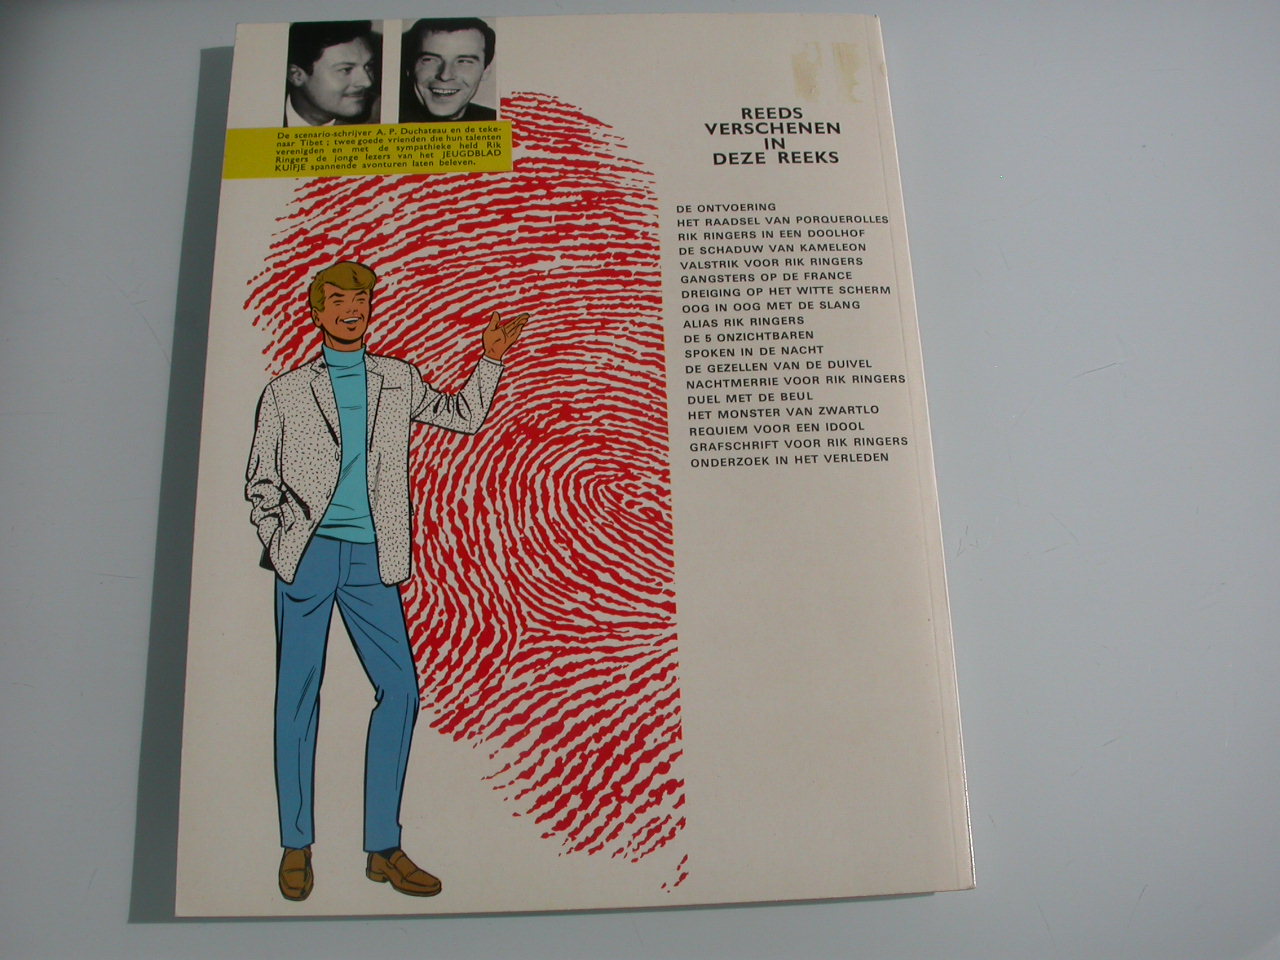 De scenario-schrijver A. P. Duchateau en de teke-
naar Tibet ; twee goede vrienden die hun talenten
verenigden en met de sympathieke held Rik
Ringers de jonge lezers van het JEUGDBLAD
KUIFJE spannende avonturen laten beleven.
REEDS
VERSCHENEN
IN
DEZE REEKS
DE ONTVOERING
HET RAADSEL VAN PORQUEROLLES
RIK RINGERS IN EEN DOOLHOF
DE SCHADUW VAN KAMELEON
VALSTRIK VOOR RIK RINGERS
GANGSTERS OP DE FRANCE
DREIGING OP HET WITTE SCHERM
OOG IN OOG MET DE SLANG
ALIAS RIK RINGERS
DE 5 ONZICHTBAREN
SPOKEN IN DE NACHT
DE GEZELLEN VAN DE DUIVEL
NACHTMERRIE VOOR RIK RINGERS
DUEL MET DE BEUL
HET MONSTER VAN ZWARTLO
REQUIEM VOOR EEN IDOOL
GRAFSCHRIFT VOOR RIK RINGERS
ONDERZOEK IN HET VERLEDEN